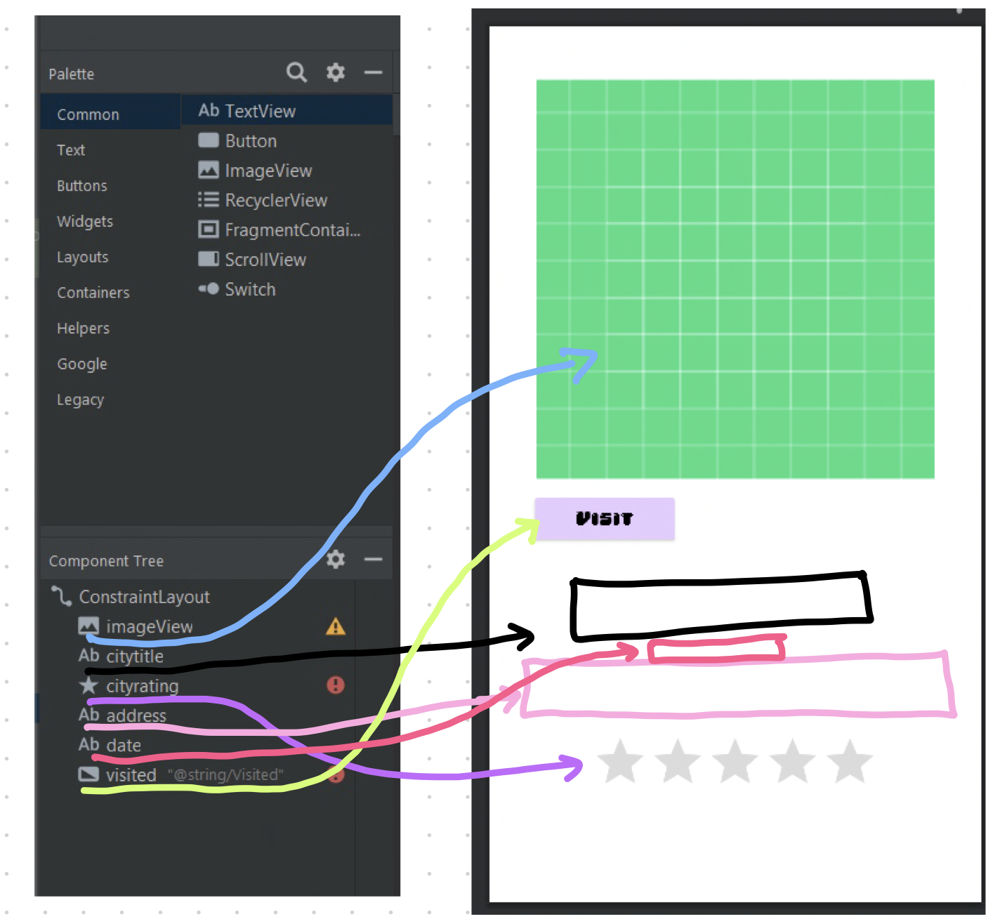 Palette
Common
Text
Buttons
Widgets
Layouts
Containers
Helpers
Google
Legacy
Ab TextView
Button
ImageView
RecyclerView
FragmentContai...
ScrollView
Switch
Component Tree
ConstraintLayout
imageView
Ab citytitle
cityrating
Ab address
Ab date
visited "@string/Visited"
VISIT